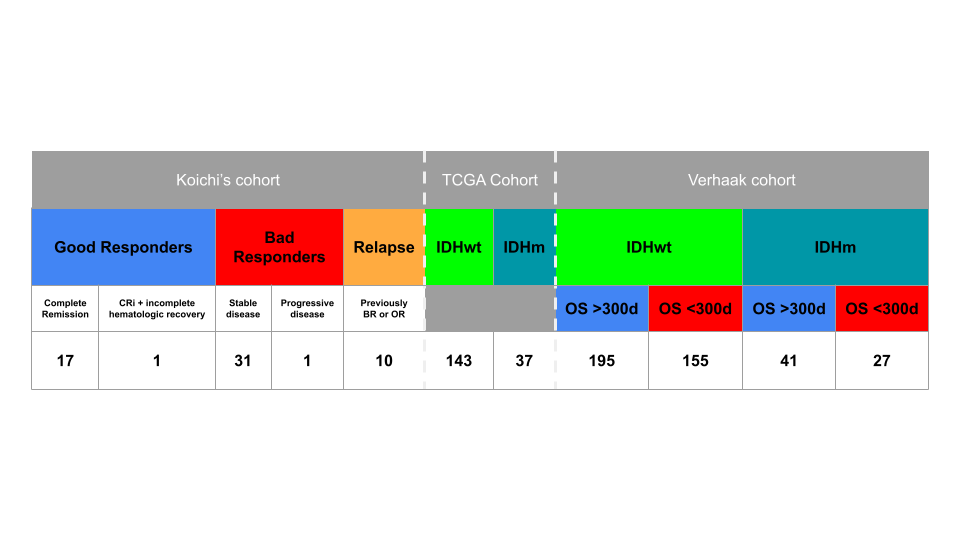 Koichi's cohort TCGA Cohort Verhaak cohort
Good Responders Bad Responders Relapse IDHwt IDHm IDHwt IDHm
Complete Remission CRi + incomplete hematologic recovery Stable disease Progressive disease Previously BR or OR OS >300d OS <300d OS >300d OS <300d
17 1 31 1 10 143 37 195 155 41 27